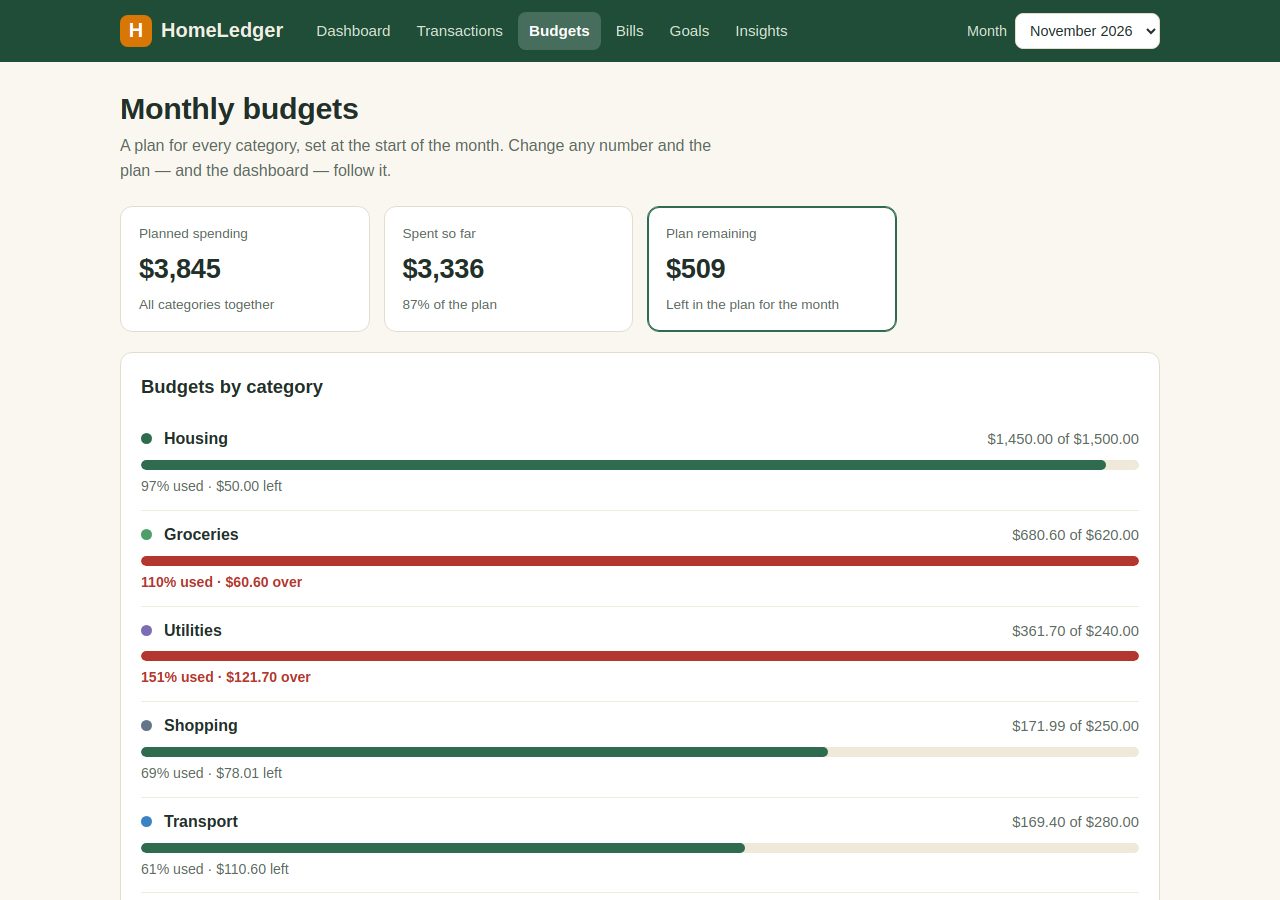 H HomeLedger Dashboard Transactions Budgets Bills Goals Insights Month November 2026
Monthly budgets
A plan for every category, set at the start of the month. Change any number and the
plan — and the dashboard — follow it.
Planned spending
$3,845
All categories together
Spent so far
$3,336
87% of the plan
Plan remaining
$509
Left in the plan for the month
Budgets by category
Housing $1,450.00 of $1,500.00
97% used · $50.00 left
Groceries $680.60 of $620.00
110% used · $60.60 over
Utilities $361.70 of $240.00
151% used · $121.70 over
Shopping $171.99 of $250.00
69% used · $78.01 left
Transport $169.40 of $280.00
61% used · $110.60 left